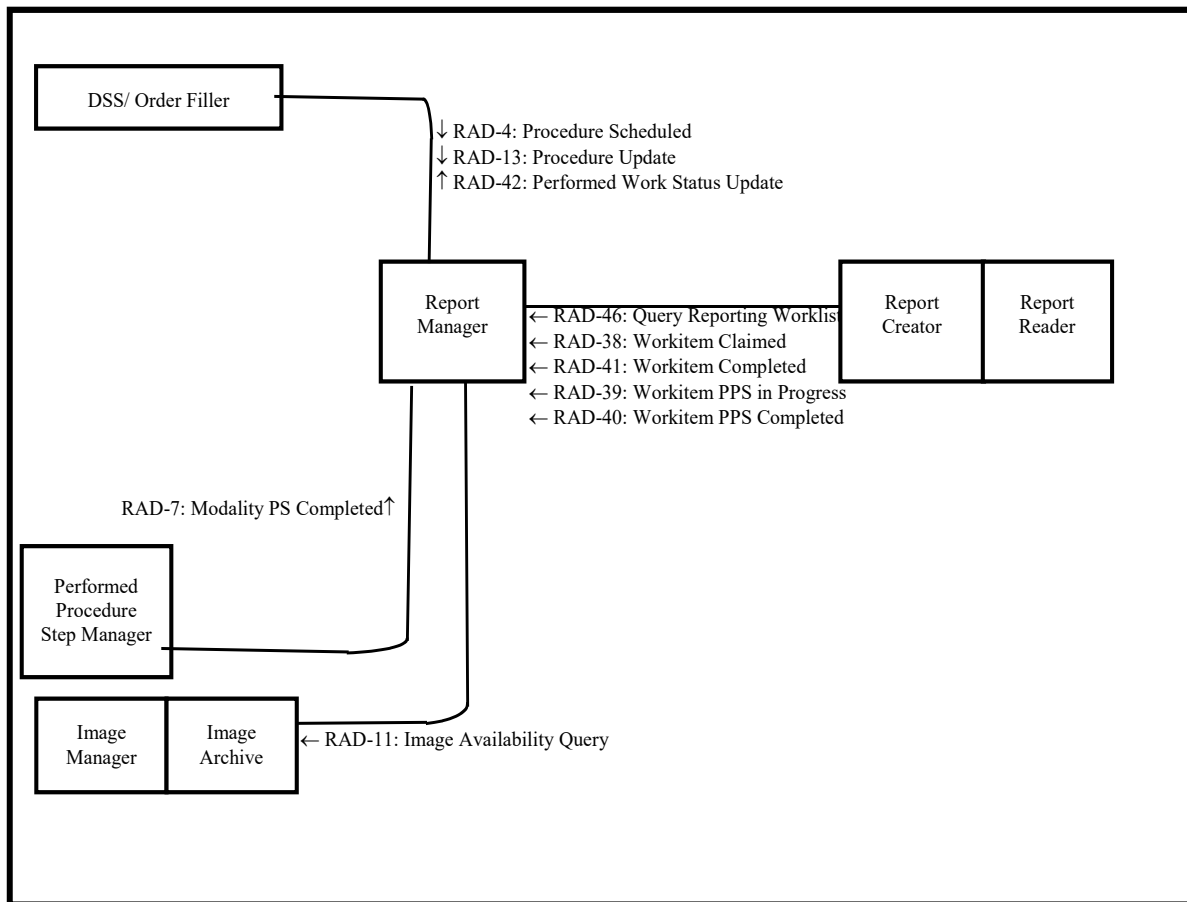 DSS/ Order Filler
↓ RAD-4: Procedure Scheduled
↓ RAD-13: Procedure Update
↑ RAD-42: Performed Work Status Update
Report
Manager
Report
Creator
Report
Reader
← RAD-46: Query Reporting Worklist
← RAD-38: Workitem Claimed
← RAD-41: Workitem Completed
← RAD-39: Workitem PPS in Progress
← RAD-40: Workitem PPS Completed
RAD-7: Modality PS Completed↑
Performed
Procedure
Step Manager
Image
Manager
Image
Archive
← RAD-11: Image Availability Query